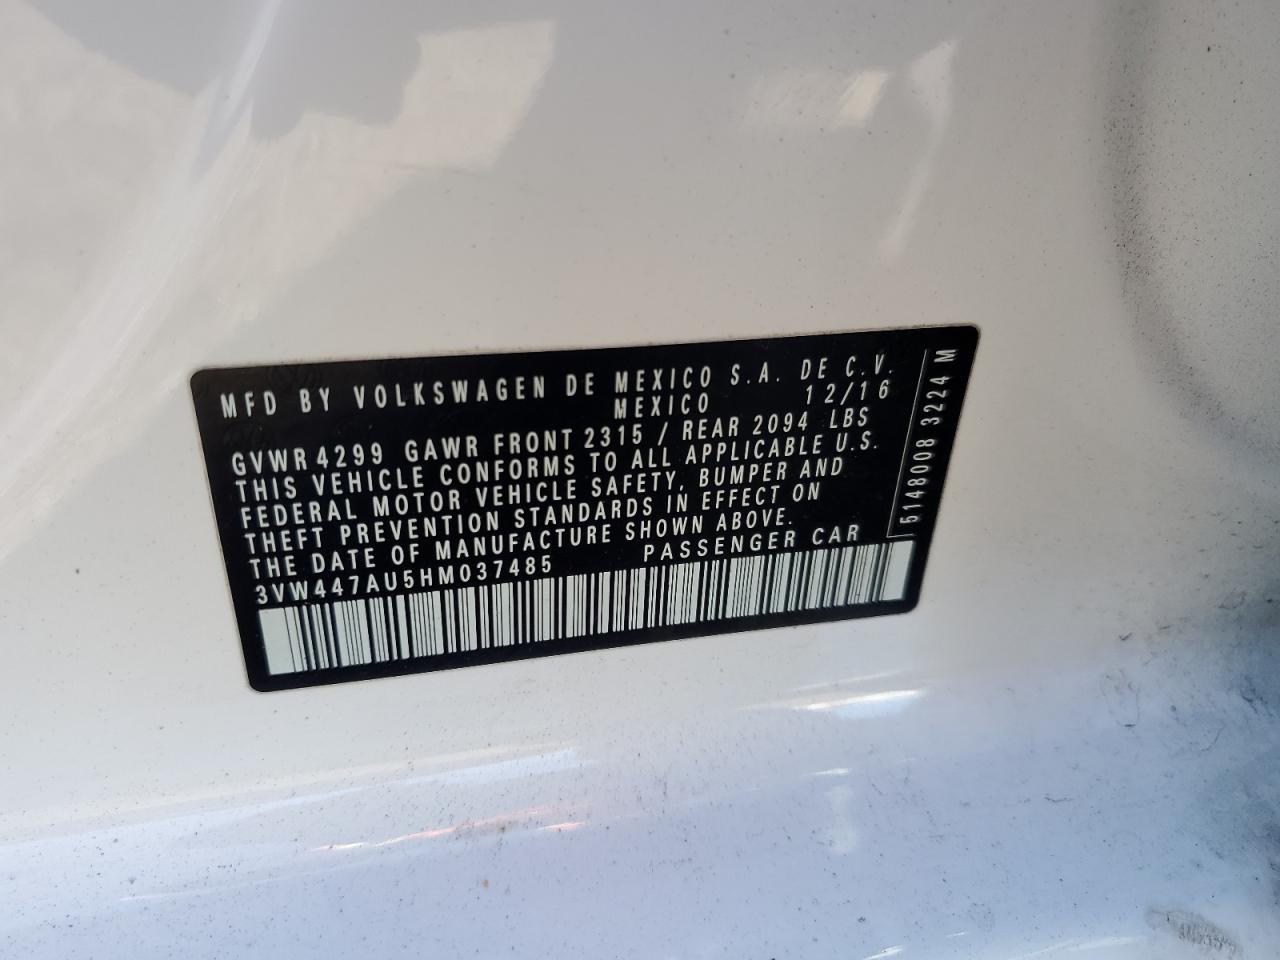 MFD BY VOLKSWAGEN DE MEXICO S.A. DE C.V.
MEXICO 12/16
GVWR 4299 GAWR FRONT 2315 / REAR 2094 LBS
THIS VEHICLE CONFORMS TO ALL APPLICABLE U.S.
FEDERAL MOTOR VEHICLE SAFETY, BUMPER AND
THEFT PREVENTION STANDARDS IN EFFECT ON
THE DATE OF MANUFACTURE SHOWN ABOVE.
3VW447AU5HM037485 PASSENGER CAR
5148008 3224 M